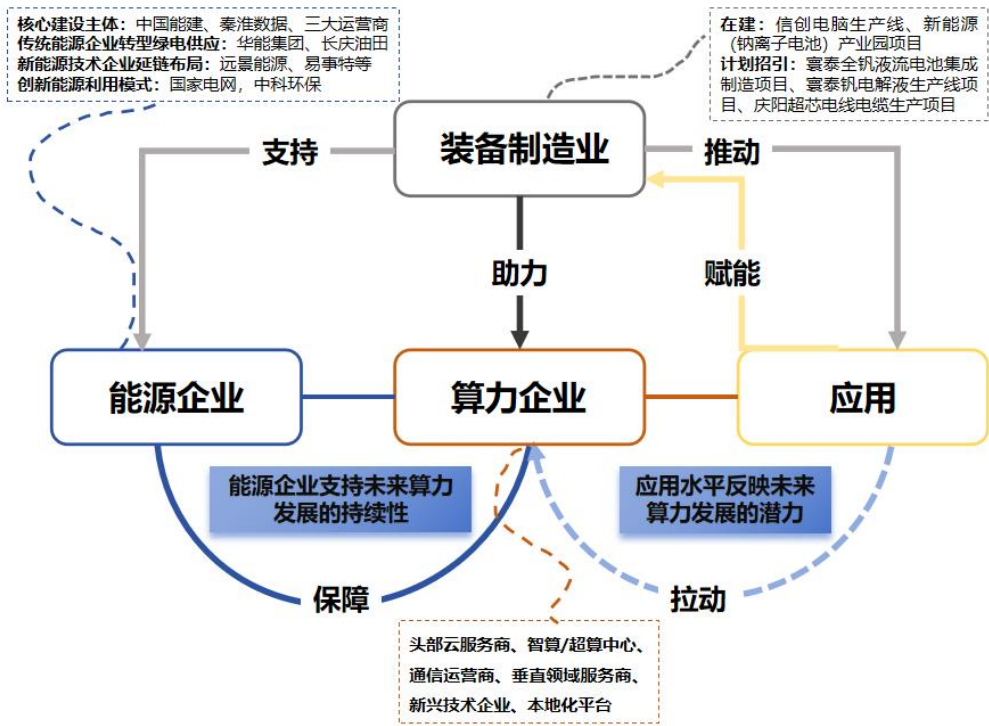 核心建设主体：中国能建、秦淮数据、三大运营商
传统能源企业转型绿电供应：华能集团、长庆油田
新能源技术企业延链布局：远景能源、易事特等
创新能源利用模式：国家电网，中科环保
在建：信创电脑生产线、新能源
（钠离子电池）产业园项目
计划招引：寰泰全钒液流电池集成
制造项目、寰泰钒电解液生产线项
目、庆阳超芯电线电缆生产项目
支持
装备制造业
推动
助力
赋能
能源企业
算力企业
应用
能源企业支持未来算力
发展的持续性
应用水平反映未来
算力发展的潜力
保障
拉动
头部云服务商、智算/超算中心、
通信运营商、垂直领域服务商、
新兴技术企业、本地化平台